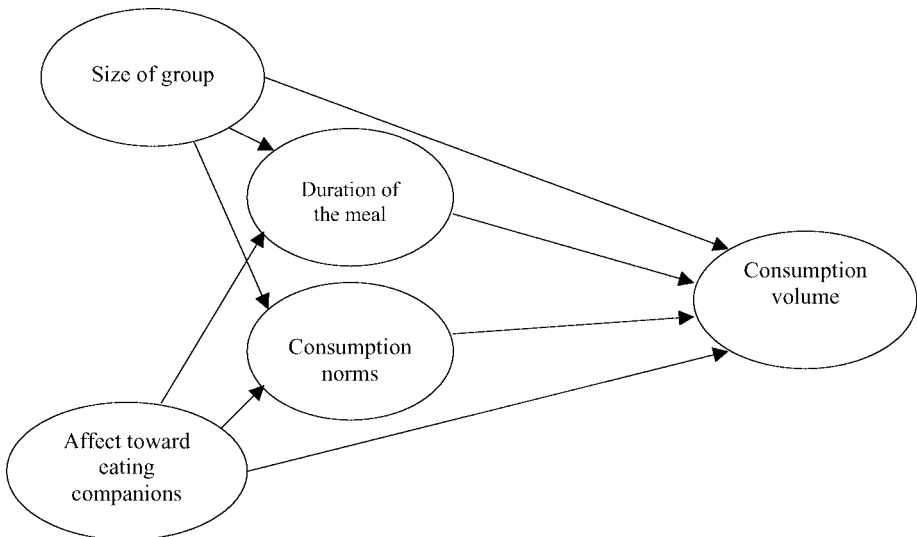 Size of group
Duration of
the meal
Consumption
volume
Consumption
norms
Affect toward
eating
companions